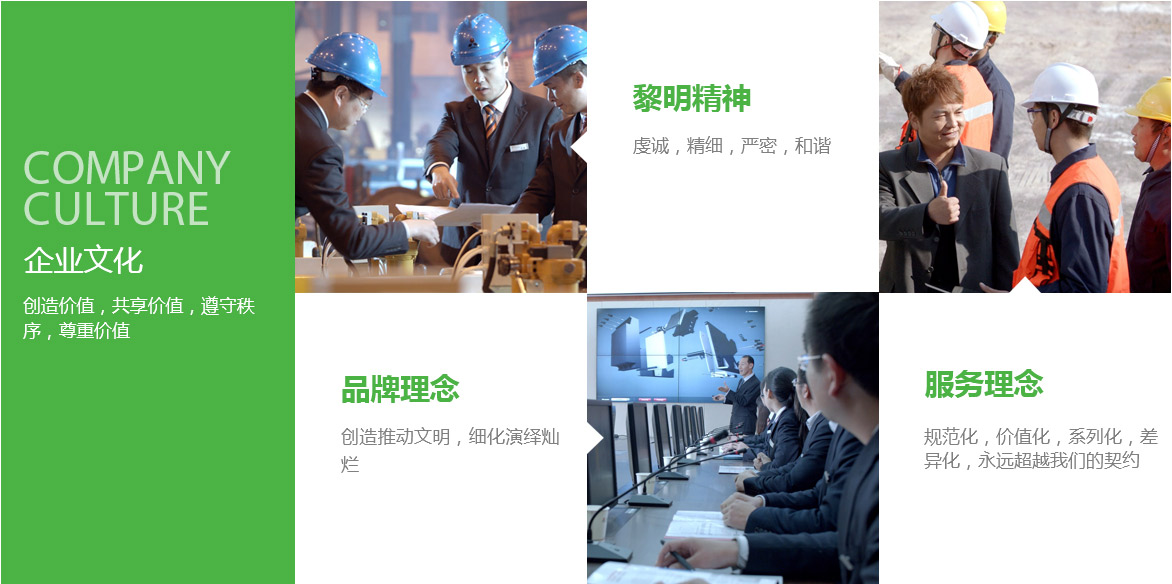 COMPANY
CULTURE
企业文化
创造价值，共享价值，遵守秩
序，尊重价值
黎明精神
虔诚，精细，严密，和谐
品牌理念
创造推动文明，细化演绎灿
烂
服务理念
规范化，价值化，系列化，差
异化，永远超越我们的契约